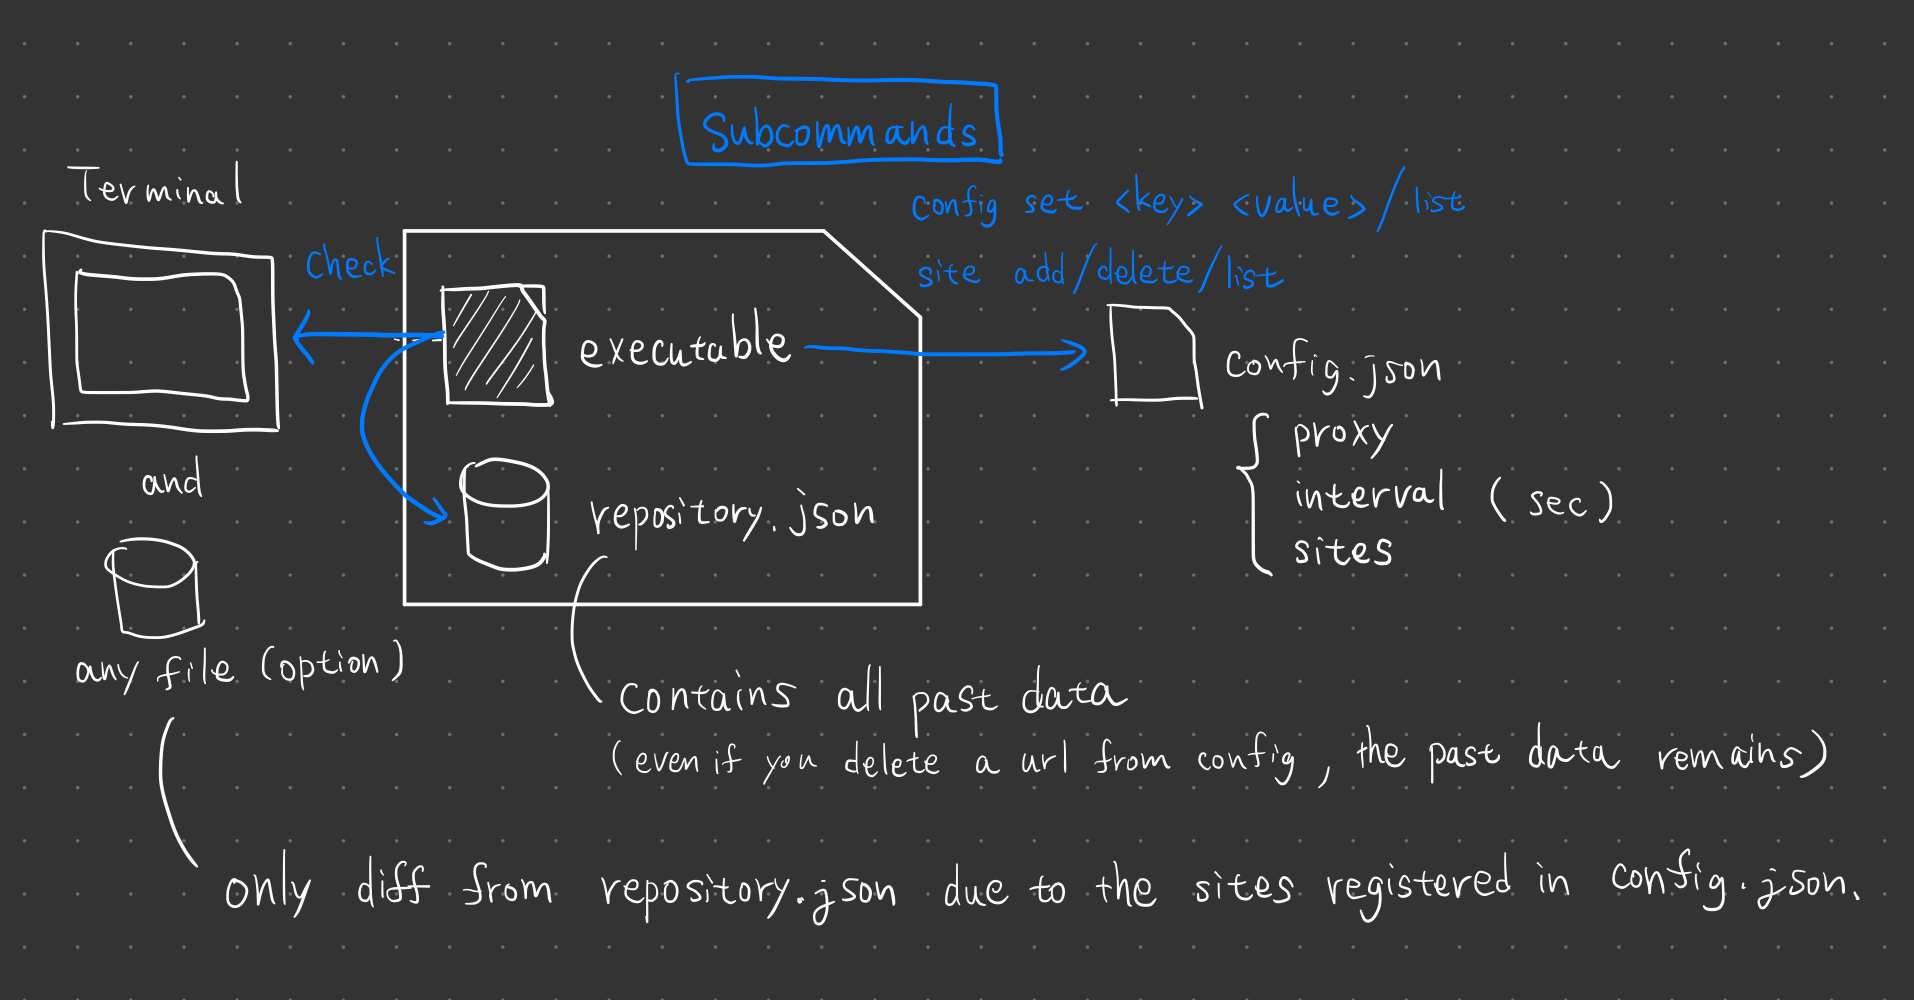 Subcommands
Terminal
config set <key> <value>/list
check
site add/delete/list
executable
config.json
proxy
and
interval (sec)
repository.json
sites
any file (option)
contains all past data
(even if you delete a url from config, the past data remains)
only diff from repository.json due to the sites registered in config.json.